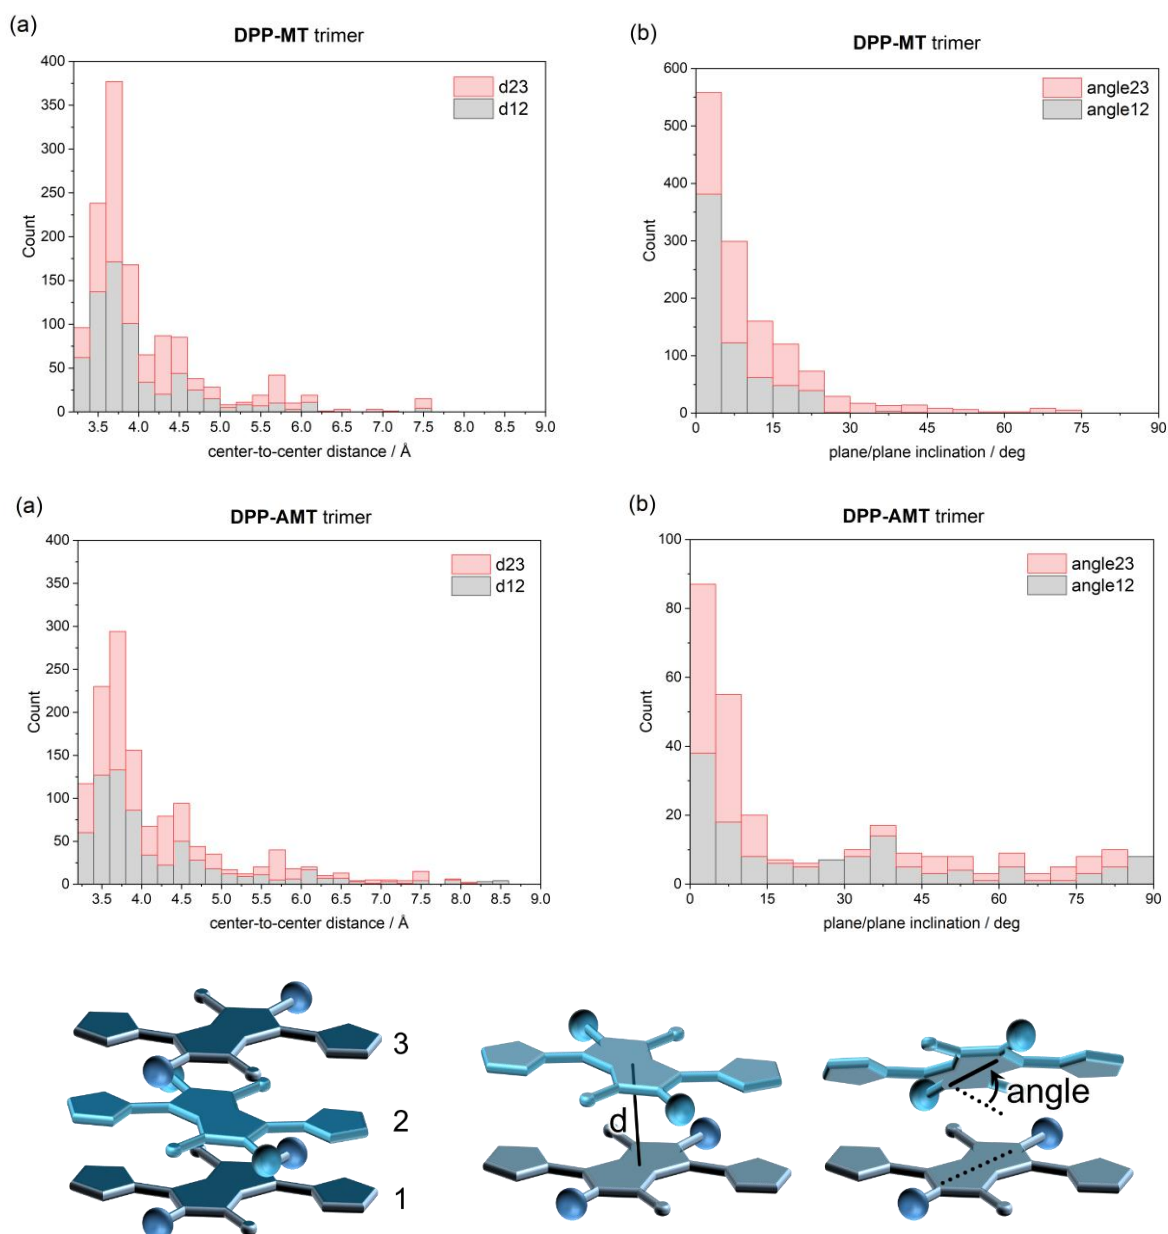 (a)
DPP-MT trimer
400
350
300
250
200
150
100
50
0
Count
d23
d12
3.5 4.0 4.5 5.0 5.5 6.0 6.5 7.0 7.5 8.0 8.5 9.0
center-to-center distance / Å
(b)
DPP-MT trimer
600
500
400
300
200
100
0
Count
angle23
angle12
0 15 30 45 60 75 90
plane/plane inclination / deg
(a)
DPP-AMT trimer
400
350
300
250
200
150
100
50
0
Count
d23
d12
3.5 4.0 4.5 5.0 5.5 6.0 6.5 7.0 7.5 8.0 8.5 9.0
center-to-center distance / Å
(b)
DPP-AMT trimer
100
80
60
40
20
0
Count
angle23
angle12
0 15 30 45 60 75 90
plane/plane inclination / deg
3
2
1
d
angle